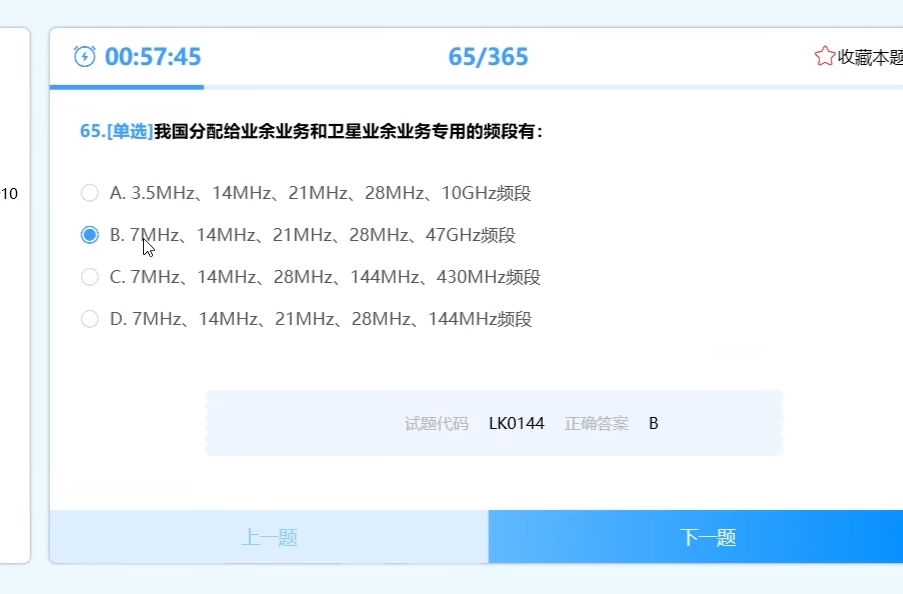 00:57:45 65/365 收藏本题
65.[单选]我国分配给业余业务和卫星业余业务专用的频段有：
10
A. 3.5MHz、14MHz、21MHz、28MHz、10GHz频段
B. 7MHz、14MHz、21MHz、28MHz、47GHz频段
C. 7MHz、14MHz、28MHz、144MHz、430MHz频段
D. 7MHz、14MHz、21MHz、28MHz、144MHz频段
试题代码 LK0144 正确答案 B
上一题 下一题